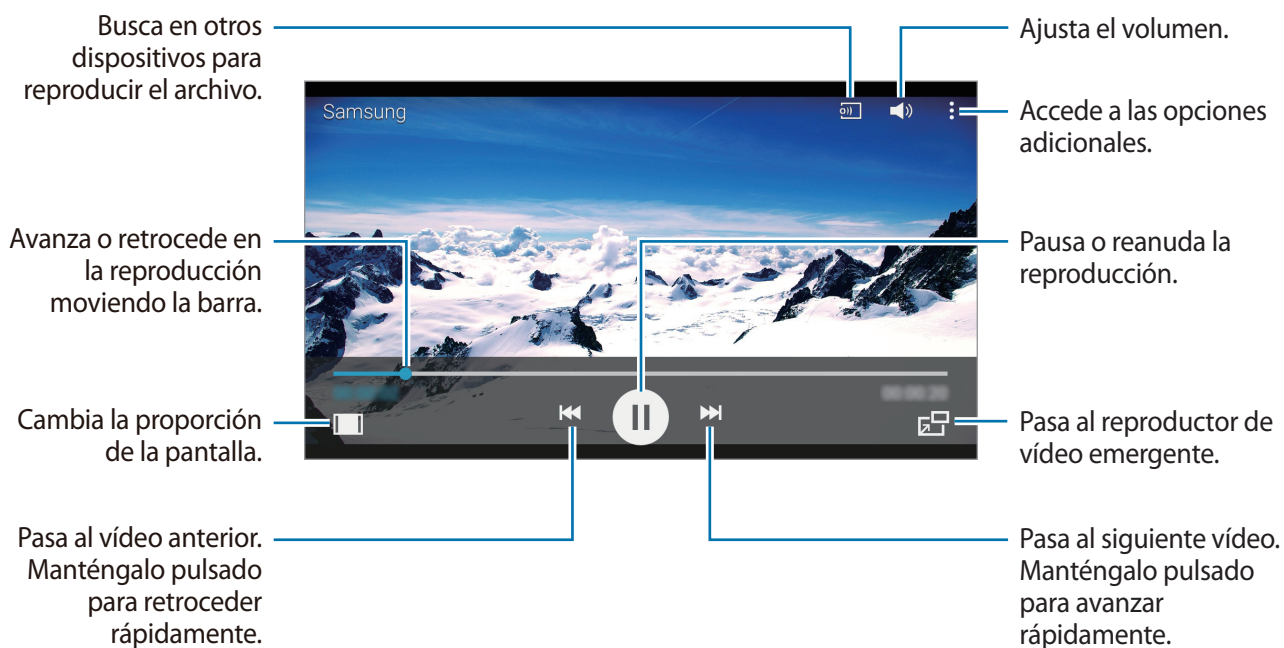 Busca en otros
dispositivos para
reproducir el archivo.
Ajusta el volumen.
Samsung
Accede a las opciones
adicionales.
Avanza o retrocede en
la reproducción
moviendo la barra.
Pausa o reanuda la
reproducción.
Cambia la proporción
de la pantalla.
Pasa al reproductor de
vídeo emergente.
Pasa al vídeo anterior.
Manténgalo pulsado
para retroceder
rápidamente.
Pasa al siguiente vídeo.
Manténgalo pulsado
para avanzar
rápidamente.